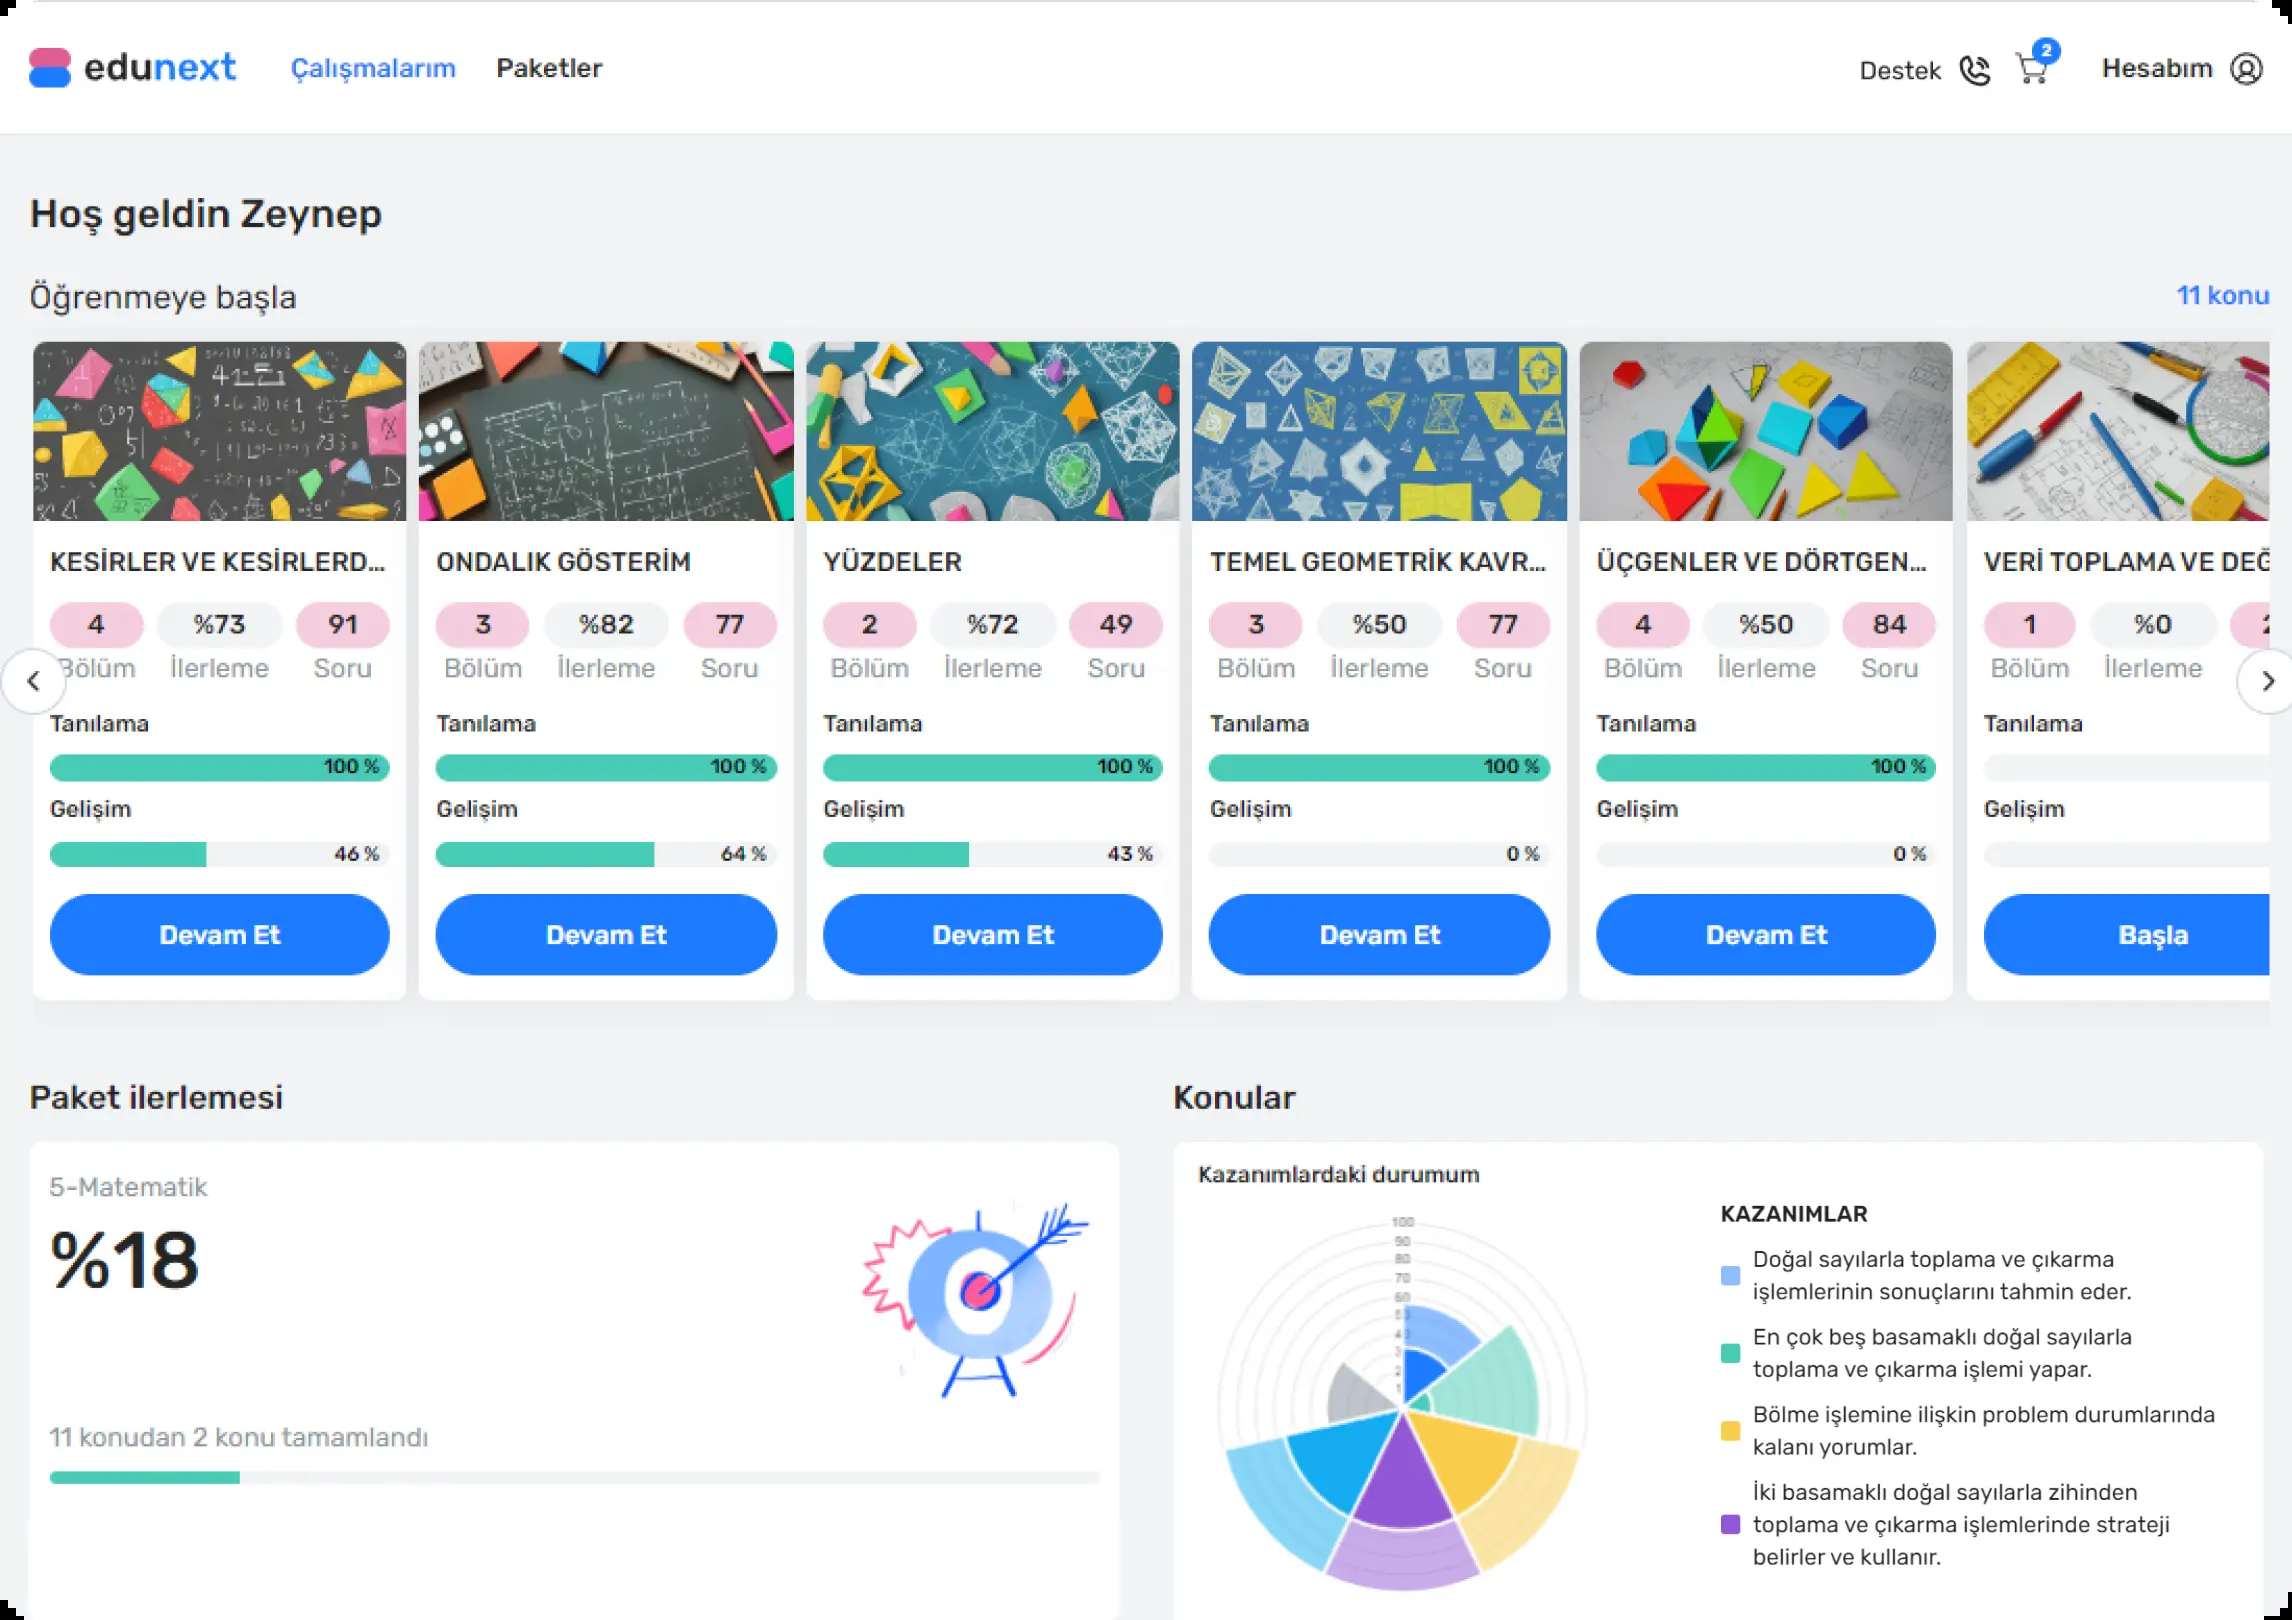 edunext
Çalışmalarım
Paketler
Destek
2
Hesabım
Hoş geldin Zeynep
Öğrenmeye başla
11 konu
KESİRLER VE KESİRLERD...
4 %73 91
Bölüm İlerleme Soru
Tanılama
100 %
Gelişim
46 %
Devam Et
ONDALIK GÖSTERİM
3 %82 77
Bölüm İlerleme Soru
Tanılama
100 %
Gelişim
64 %
Devam Et
YÜZDELER
2 %72 49
Bölüm İlerleme Soru
Tanılama
100 %
Gelişim
43 %
Devam Et
TEMEL GEOMETRİK KAVR...
3 %50 77
Bölüm İlerleme Soru
Tanılama
100 %
Gelişim
0 %
Devam Et
ÜÇGENLER VE DÖRTGEN...
4 %50 84
Bölüm İlerleme Soru
Tanılama
100 %
Gelişim
0 %
Devam Et
VERİ TOPLAMA VE DEĞ
1 %0
Bölüm İlerleme
Tanılama
Gelişim
Başla
Paket ilerlemesi
5-Matematik
%18
11 konudan 2 konu tamamlandı
Konular
Kazanımlardaki durumum
100
90
80
70
60
KAZANIMLAR
Doğal sayılarla toplama ve çıkarma
işlemlerinin sonuçlarını tahmin eder.
En çok beş basamaklı doğal sayılarla
toplama ve çıkarma işlemi yapar.
Bölme işlemine ilişkin problem durumlarında
kalanı yorumlar.
İki basamaklı doğal sayılarla zihinden
toplama ve çıkarma işlemlerinde strateji
belirler ve kullanır.